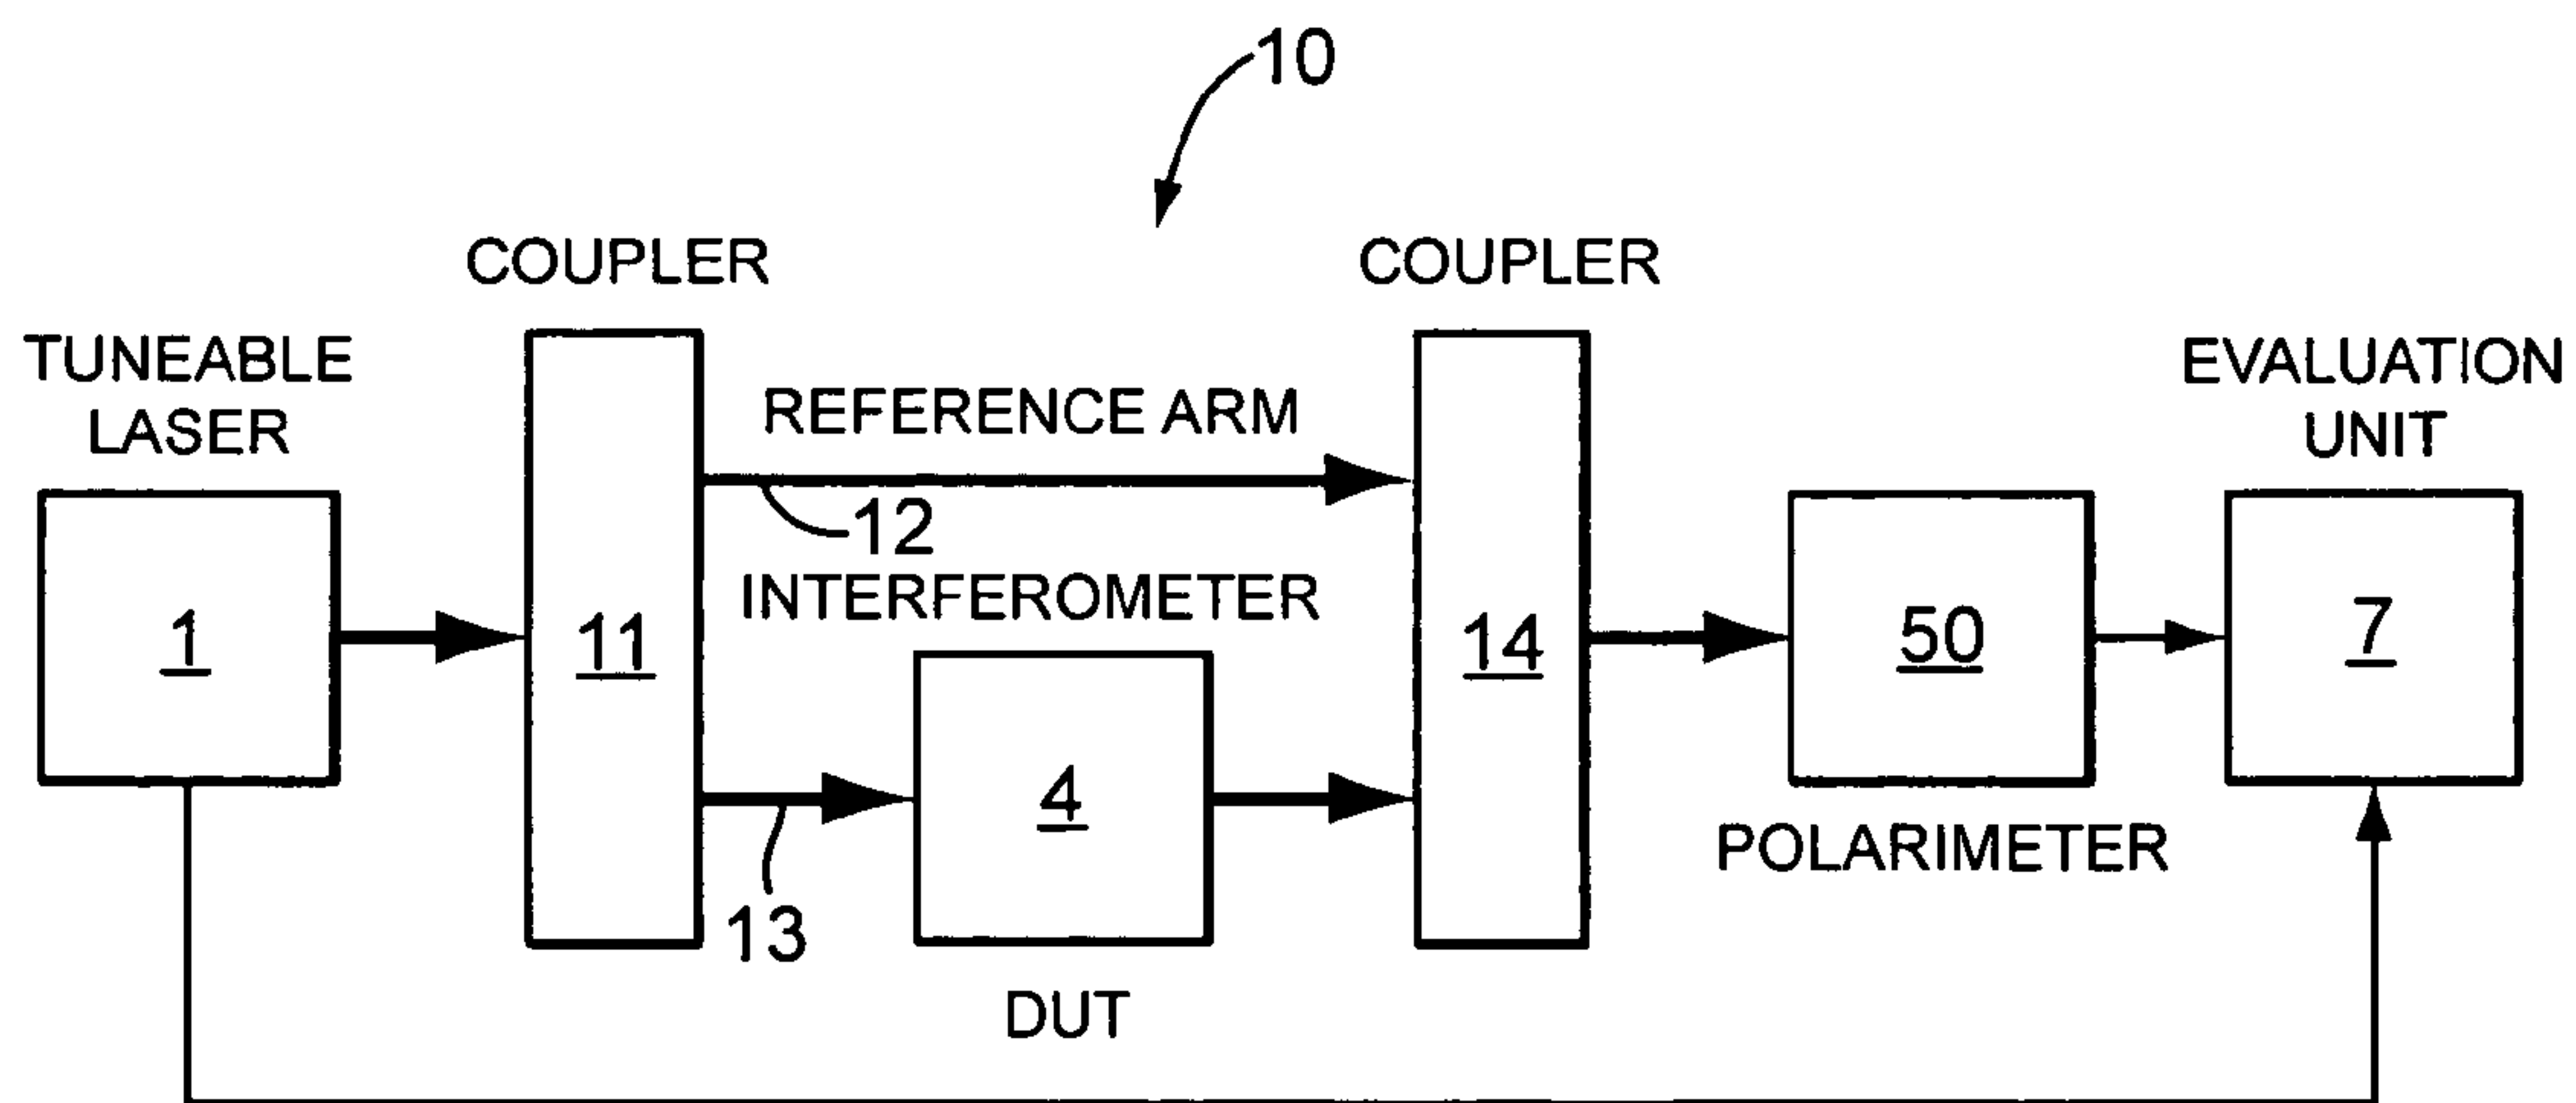 10
COUPLER
COUPLER
TUNEABLE
LASER
EVALUATION
UNIT
REFERENCE ARM
12
INTERFEROMETER
1
11
14
50
7
4
13
POLARIMETER
DUT